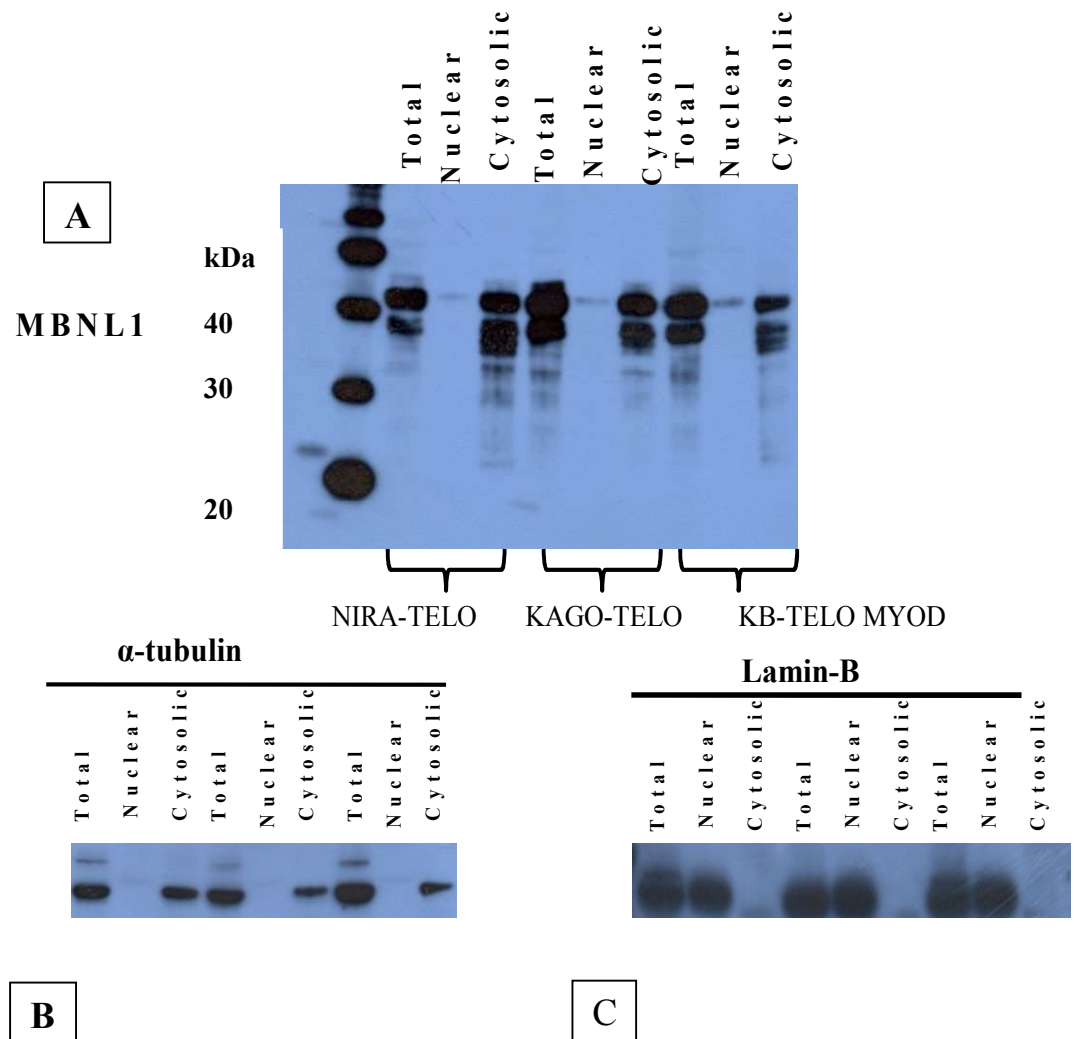 Total Nuclear Cytosolic Total Nuclear Cytosolic Total Nuclear Cytosolic
A
kDa
MBNL1
40
30
20
NIRA-TELO KAGO-TELO KB-TELO MYOD
α-tubulin
Total Nuclear Cytosolic Total Nuclear Cytosolic Total Nuclear Cytosolic
Lamin-B
Total Nuclear Cytosolic Total Nuclear Cytosolic Total Nuclear Cytosolic
B
C